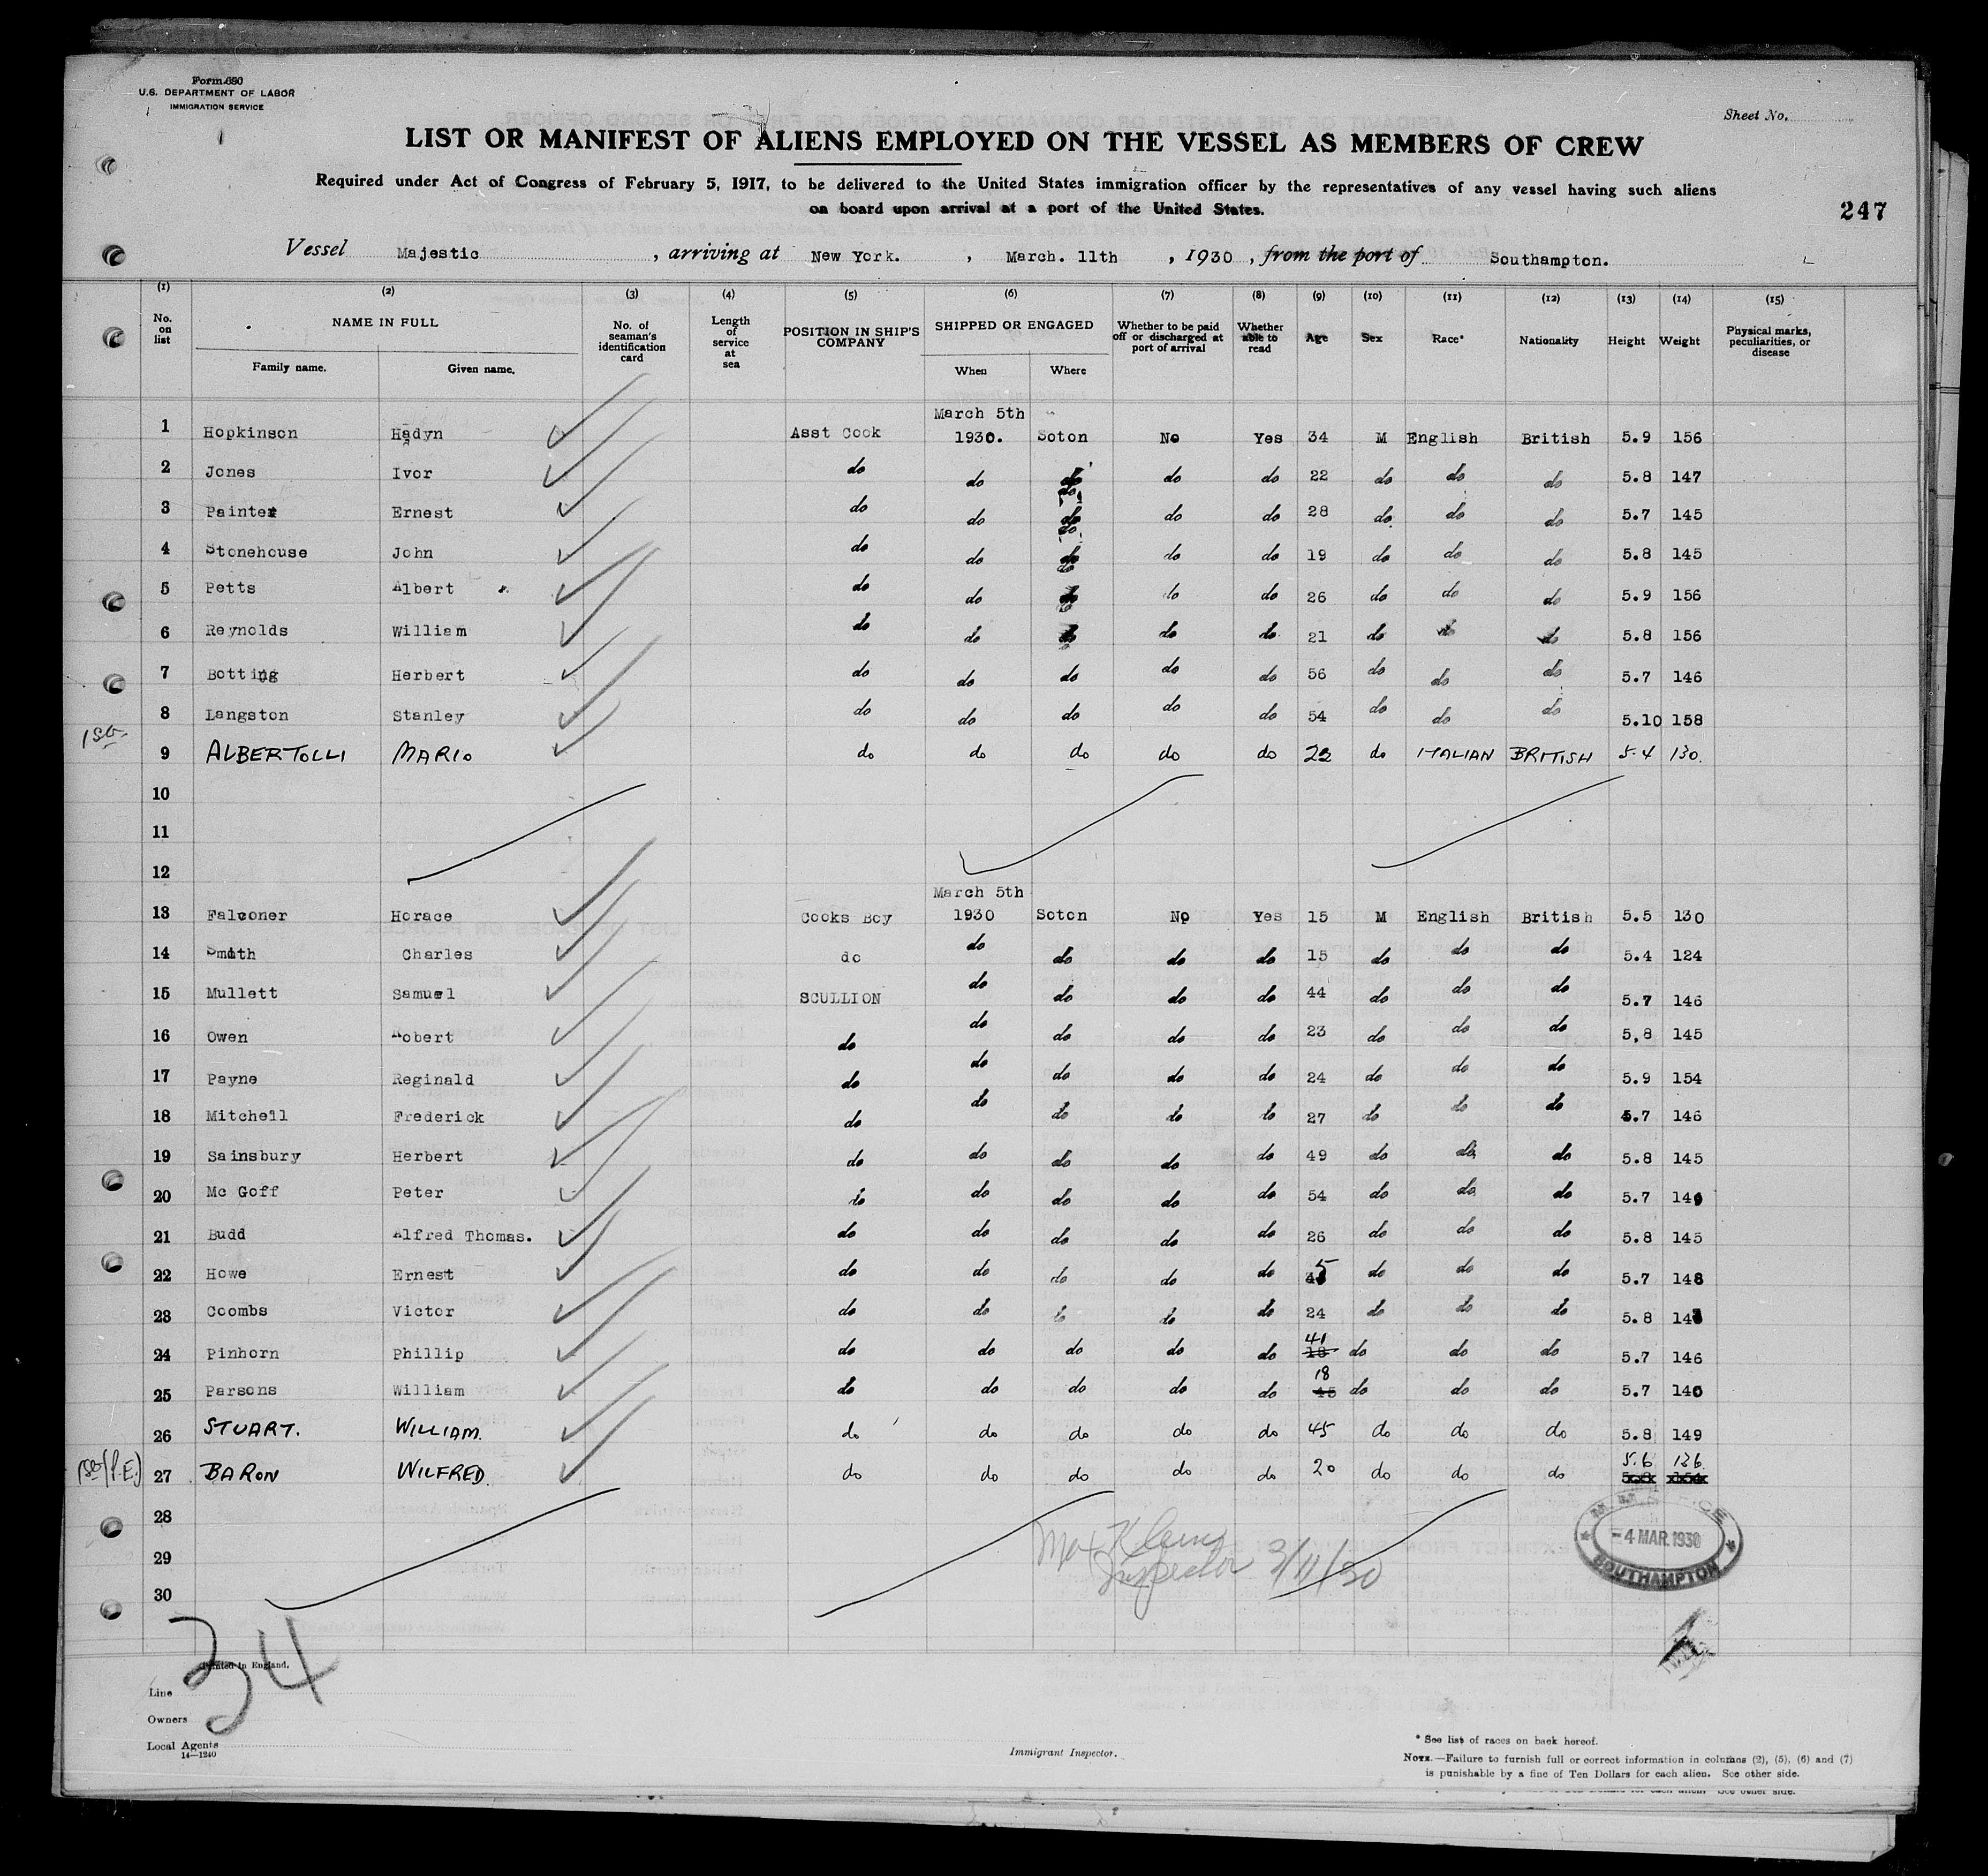 Form 680
U.S. DEPARTMENT OF LABOR
IMMIGRATION SERVICE
Sheet No.
LIST OR MANIFEST OF ALIENS EMPLOYED ON THE VESSEL AS MEMBERS OF CREW
Required under Act of Congress of February 5, 1917, to be delivered to the United States immigration officer by the representatives of any vessel having such aliens
on board upon arrival at a port of the United States.
247
Vessel Majestic, arriving at New York., March. 11th, 1930, from the port of Southampton.
(1) (2) (3) (4) (5) (6) (7) (8) (9) (10) (11) (12) (13) (14) (15)
No. on list NAME IN FULL Family name. Given name. No. of seaman's identification card Length of service at sea POSITION IN SHIP'S COMPANY SHIPPED OR ENGAGED When Where Whether to be paid off or discharged at port of arrival Whether able to read Age Sex Race* Nationality Height Weight Physical marks, peculiarities, or disease
1 Hopkinson Hadyn Asst Cook March 5th 1930. Soton No Yes 34 M English British 5.9 156
2 Jones Ivor do do do do do 22 do do do 5.8 147
3 Painter Ernest do do do do do 28 do do do 5.7 145
4 Stonehouse John do do do do do 19 do do do 5.8 145
5 Petts Albert do do do do do 26 do do do 5.9 156
6 Reynolds William do do do do do 21 do do do 5.8 156
7 Botting Herbert do do do do do 56 do do do 5.7 146
8 Langston Stanley do do do do do 54 do do do 5.10 158
9 ALBERTOLLI MARIO do do do do do 22 do ITALIAN BRITISH 5.4 130.
10
11
12
13 Falconer Horace Cooks Boy March 5th 1930 Soton No Yes 15 M English British 5.5 130
14 Smith Charles do do do do do 15 do do do 5.4 124
15 Mullett Samuel SCULLION do do do do 44 do do do 5.7 146
16 Owen Robert do do do do do 23 do do do 5,8 145
17 Payne Reginald do do do do do 24 do do do 5.9 154
18 Mitchell Frederick do do do do do 27 do do do 5.7 146
19 Sainsbury Herbert do do do do do 49 do do do 5.8 145
20 Mc Goff Peter do do do do do 54 do do do 5.7
21 Budd Alfred Thomas. do do do do do 26 do do do 5.8 145
22 Howe Ernest do do do do do do do do 5.7 148
23 Coombs Victor do do do do do 24 do do do 5.8
24 Pinhorn Phillip do do do do do 41 18 do do do 5.7 146
25 Parsons William do do do do do 18 45 do do do 5.7 140
26 STUART. WILLIAM. do do do do do 45 do do do 5.8 149
27 BARON WILFRED. do do do do do 20 do do do 5.6 126.
28
29
30
Max Klein
Inspector 3/11/30
-4 MAR 1930
SOUTHAMPTON
34
Printed in England.
Line
Owners
Local Agents
14—1240
Immigrant Inspector.
* See list of races on back hereof.
NOTE.—Failure to furnish full or correct information in columns (2), (5), (6) and (7)
is punishable by a fine of Ten Dollars for each alien. See other side.